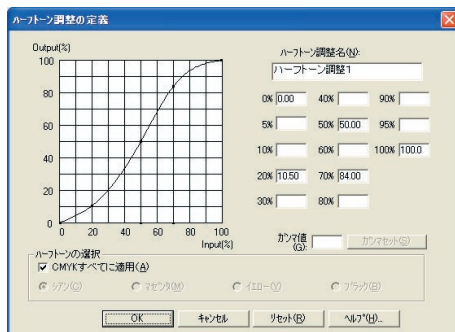 ハーフトーン調整の定義
Output(%)
100
80
60
40
20
0
0 20 40 60 80 100
Input(%)
ハーフトーン調整名(N):
ハーフトーン調整1
0% 0.00 40% 90%
5% 50% 50.00 95%
10% 60% 100% 100.0
20% 10.50 70% 84.00
30% 80%
ガンマ値(G): ガンマセット(S)
ハーフトーンの選択
CMYKすべてに適用(A)
シアン(C) マゼンタ(M) イエロー(Y) ブラック(B)
OK キャンセル リセット(R) ヘルプ(H)...